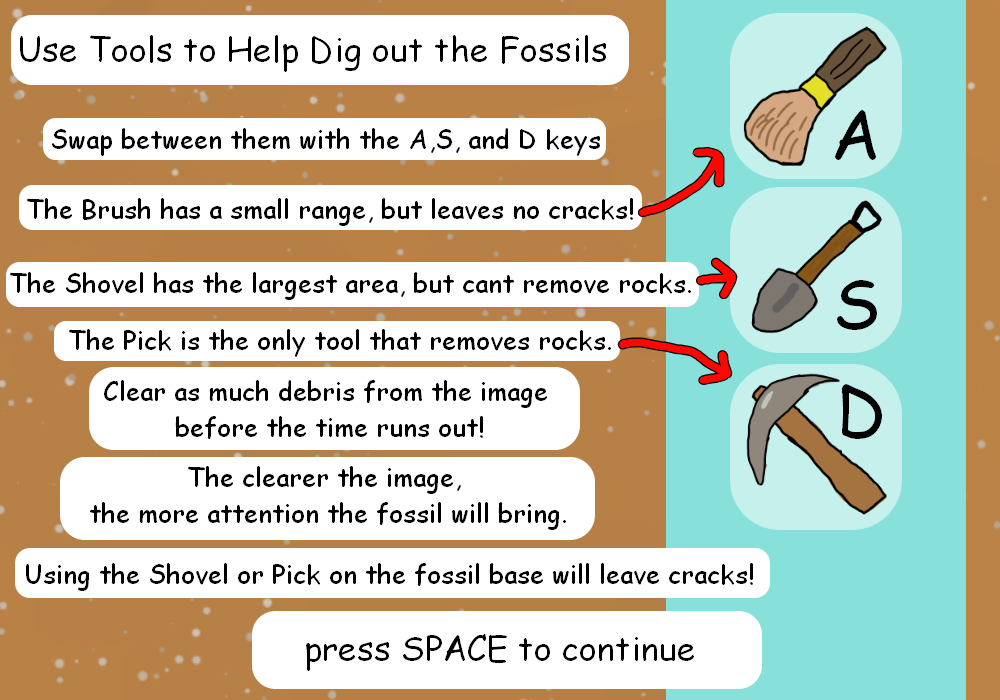 Use Tools to Help Dig out the Fossils
Swap between them with the A,S, and D keys
The Brush has a small range, but leaves no cracks!
A
The Shovel has the largest area, but cant remove rocks.
S
The Pick is the only tool that removes rocks.
D
Clear as much debris from the image
before the time runs out!
The clearer the image,
the more attention the fossil will bring.
Using the Shovel or Pick on the fossil base will leave cracks!
press SPACE to continue